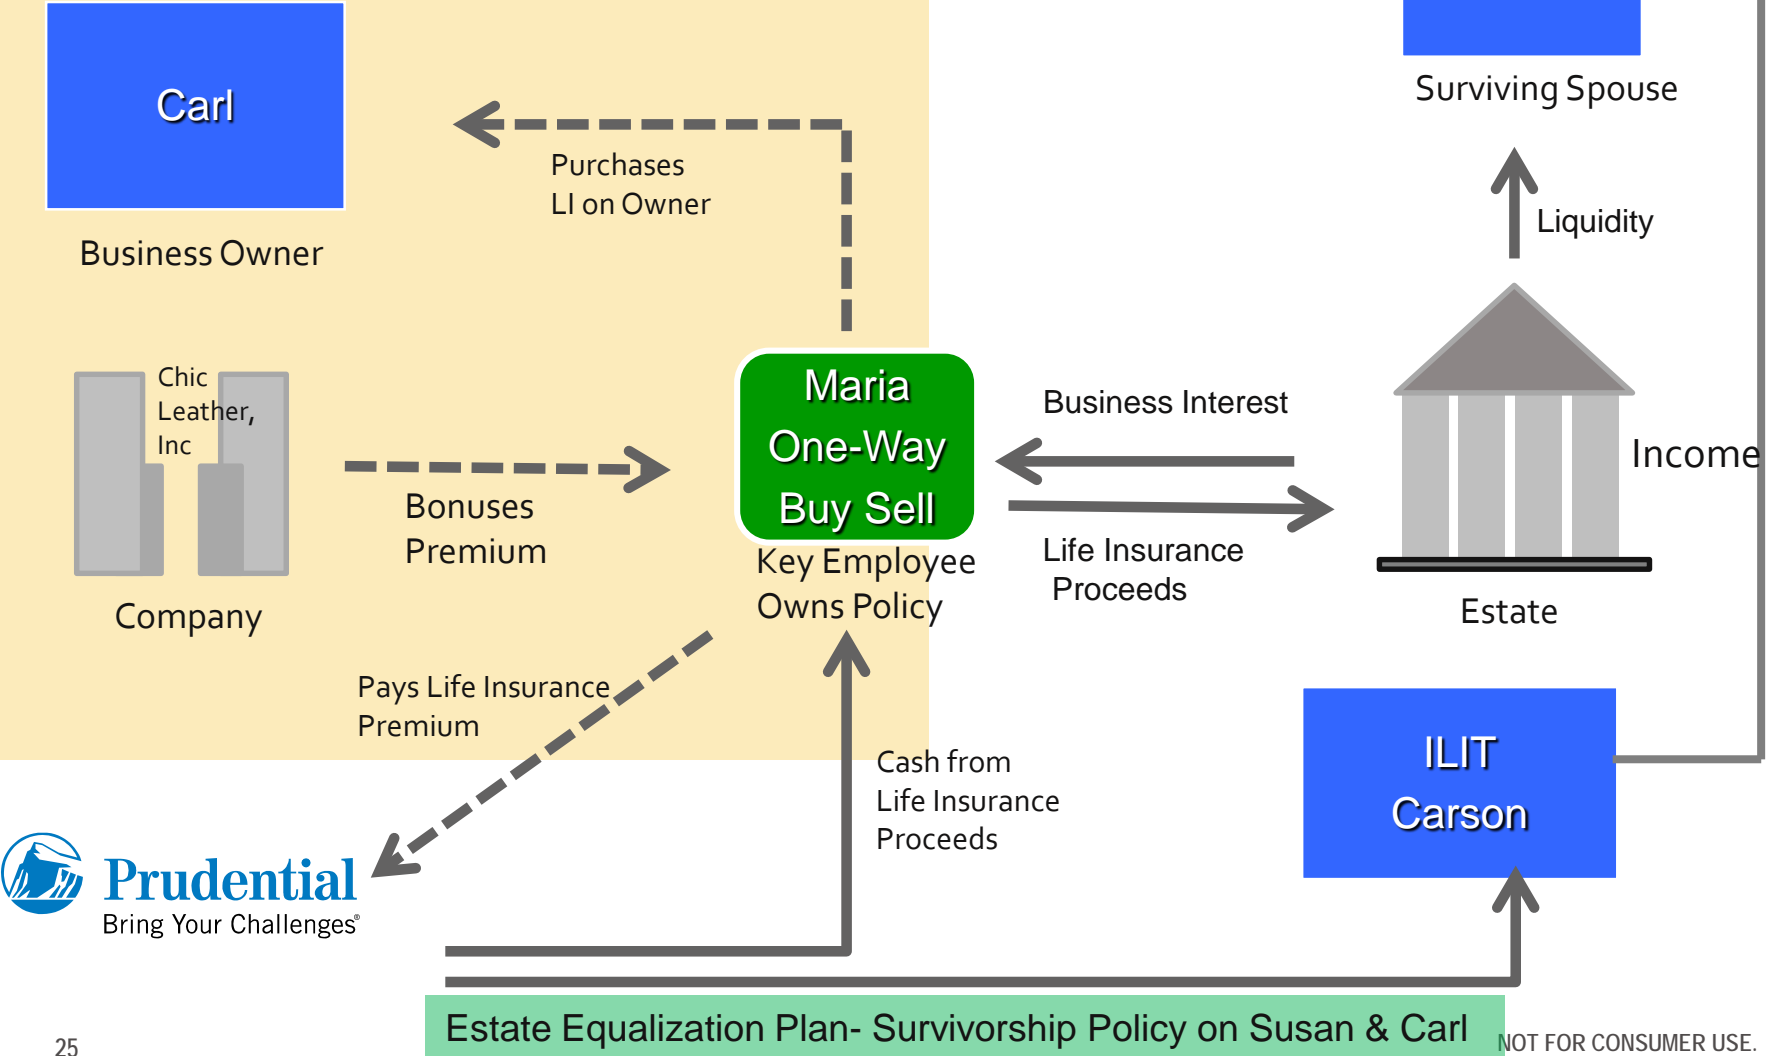 Carl
Business Owner
Purchases
LI on Owner
Surviving Spouse
Liquidity
Chic
Leather,
Inc
Company
Bonuses
Premium
Maria
One-Way
Buy Sell
Key Employee
Owns Policy
Business Interest
Life Insurance
Proceeds
Income
Estate
Pays Life Insurance
Premium
Cash from
Life Insurance
Proceeds
ILIT
Carson
Prudential
Bring Your Challenges®
Estate Equalization Plan- Survivorship Policy on Susan & Carl
25
NOT FOR CONSUMER USE.